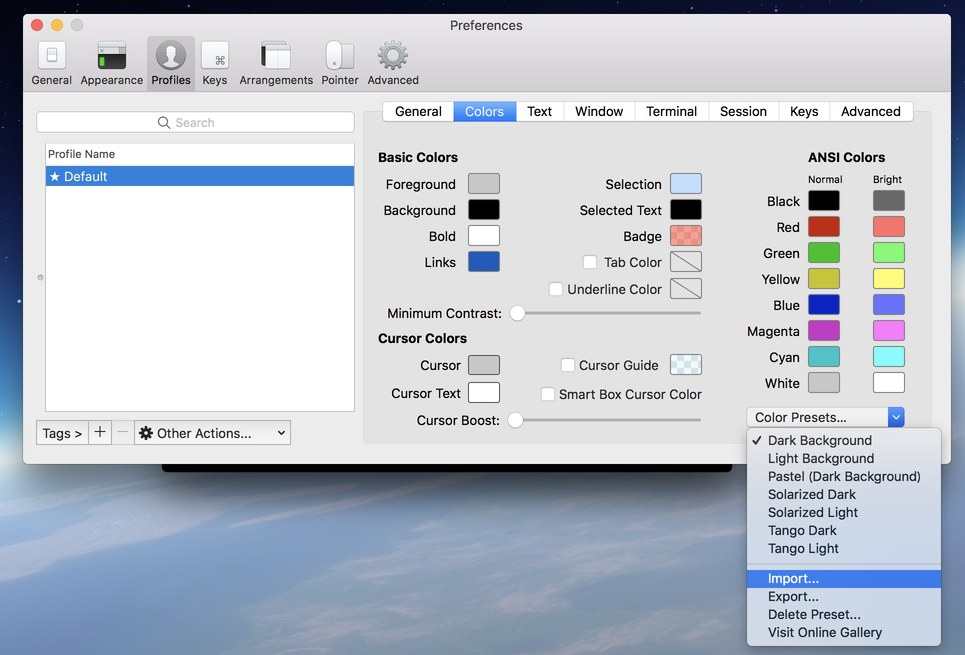 Preferences
General Appearance Profiles Keys Arrangements Pointer Advanced
Search
Profile Name
★ Default
Tags > + − Other Actions...
General Colors Text Window Terminal Session Keys Advanced
Basic Colors
Foreground
Background
Bold
Links
Selection
Selected Text
Badge
Tab Color
Underline Color
Minimum Contrast:
Cursor Colors
Cursor
Cursor Text
Cursor Guide
Smart Box Cursor Color
Cursor Boost:
ANSI Colors
Normal Bright
Black
Red
Green
Yellow
Blue
Magenta
Cyan
White
Color Presets...
✓ Dark Background
Light Background
Pastel (Dark Background)
Solarized Dark
Solarized Light
Tango Dark
Tango Light
Import...
Export...
Delete Preset...
Visit Online Gallery